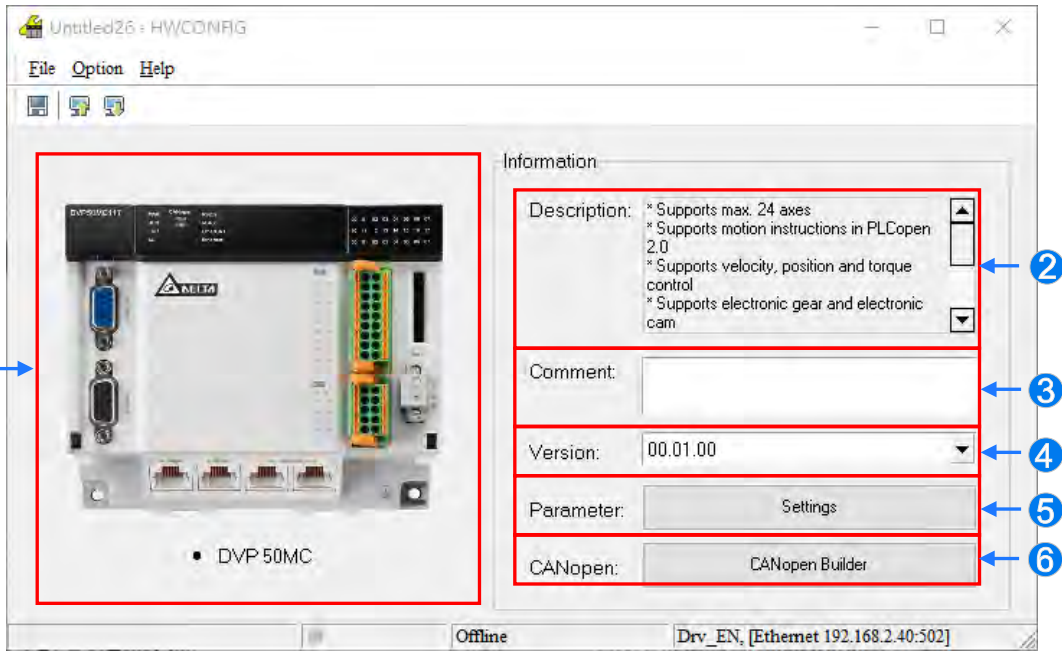 Untitled26 : HWCONFIG
File Option Help
Information
DVP50MC11T
DELTA
DVP 50MC
Description:
* Supports max. 24 axes
* Supports motion instructions in PLCopen
2.0
* Supports velocity, position and torque
control
* Supports electronic gear and electronic
cam
2
Comment:
3
Version: 00.01.00
4
Parameter: Settings
5
CANopen: CANopen Builder
6
Offline
Drv_EN, [Ethernet 192.168.2.40:502]